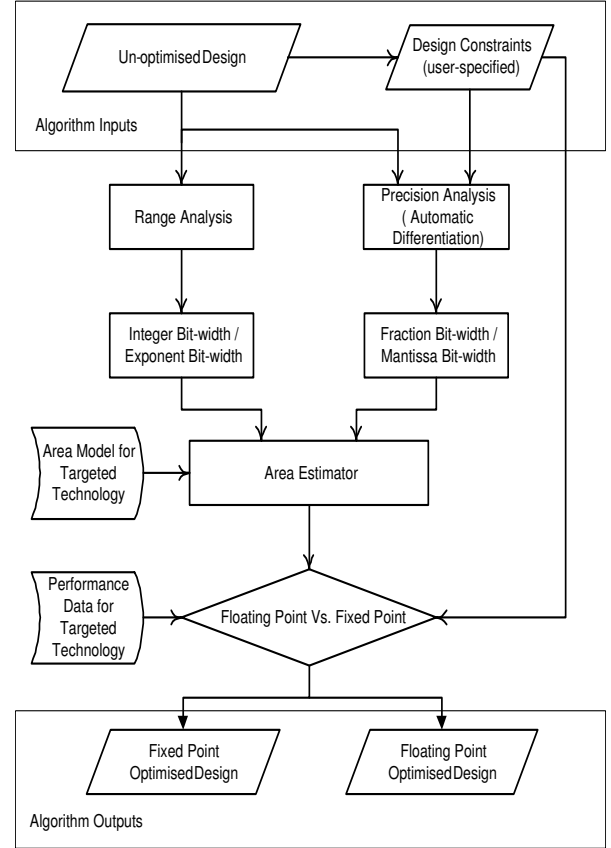 Un-optimised Design
Design Constraints
(user-specified)
Algorithm Inputs
Range Analysis
Precision Analysis
( Automatic
Differentiation)
Integer Bit-width /
Exponent Bit-width
Fraction Bit-width /
Mantissa Bit-width
Area Model for
Targeted
Technology
Area Estimator
Performance
Data for
Targeted
Technology
Floating Point Vs. Fixed Point
Fixed Point
Optimised Design
Floating Point
Optimised Design
Algorithm Outputs